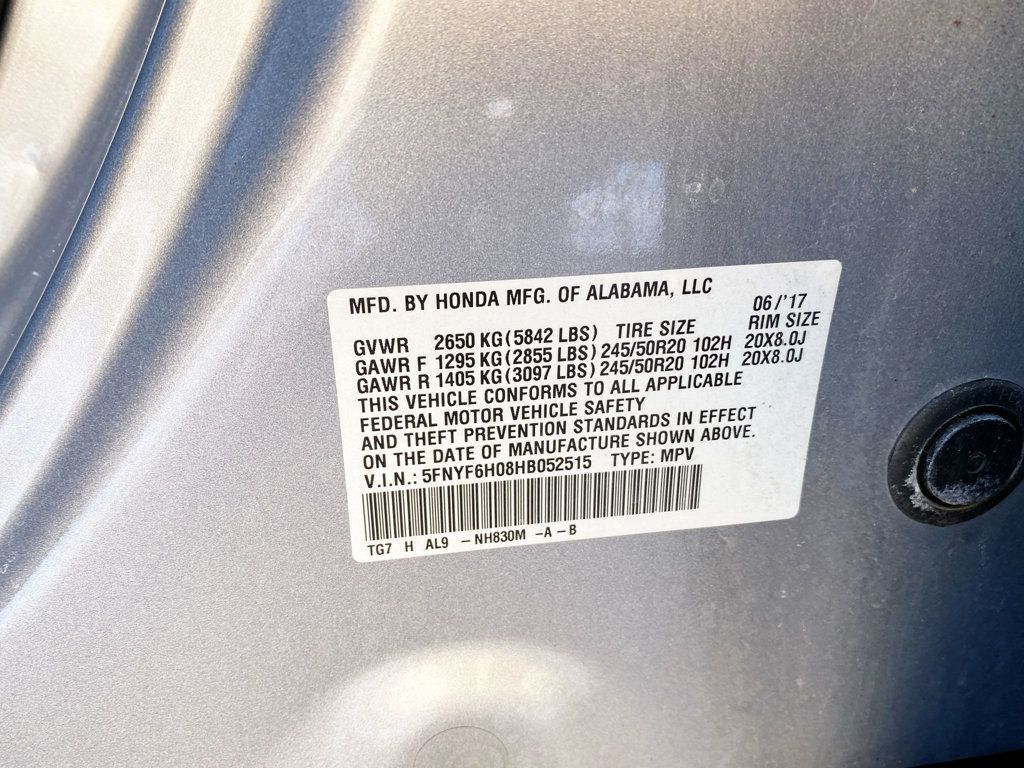 MFD. BY HONDA MFG. OF ALABAMA, LLC 06/'17
GVWR 2650 KG(5842 LBS) TIRE SIZE RIM SIZE
GAWR F 1295 KG(2855 LBS) 245/50R20 102H 20X8.0J
GAWR R 1405 KG(3097 LBS) 245/50R20 102H 20X8.0J
THIS VEHICLE CONFORMS TO ALL APPLICABLE
FEDERAL MOTOR VEHICLE SAFETY
AND THEFT PREVENTION STANDARDS IN EFFECT
ON THE DATE OF MANUFACTURE SHOWN ABOVE.
V.I.N.: 5FNYF6H08HB052515 TYPE: MPV
TG7 H AL9 -NH830M -A-B